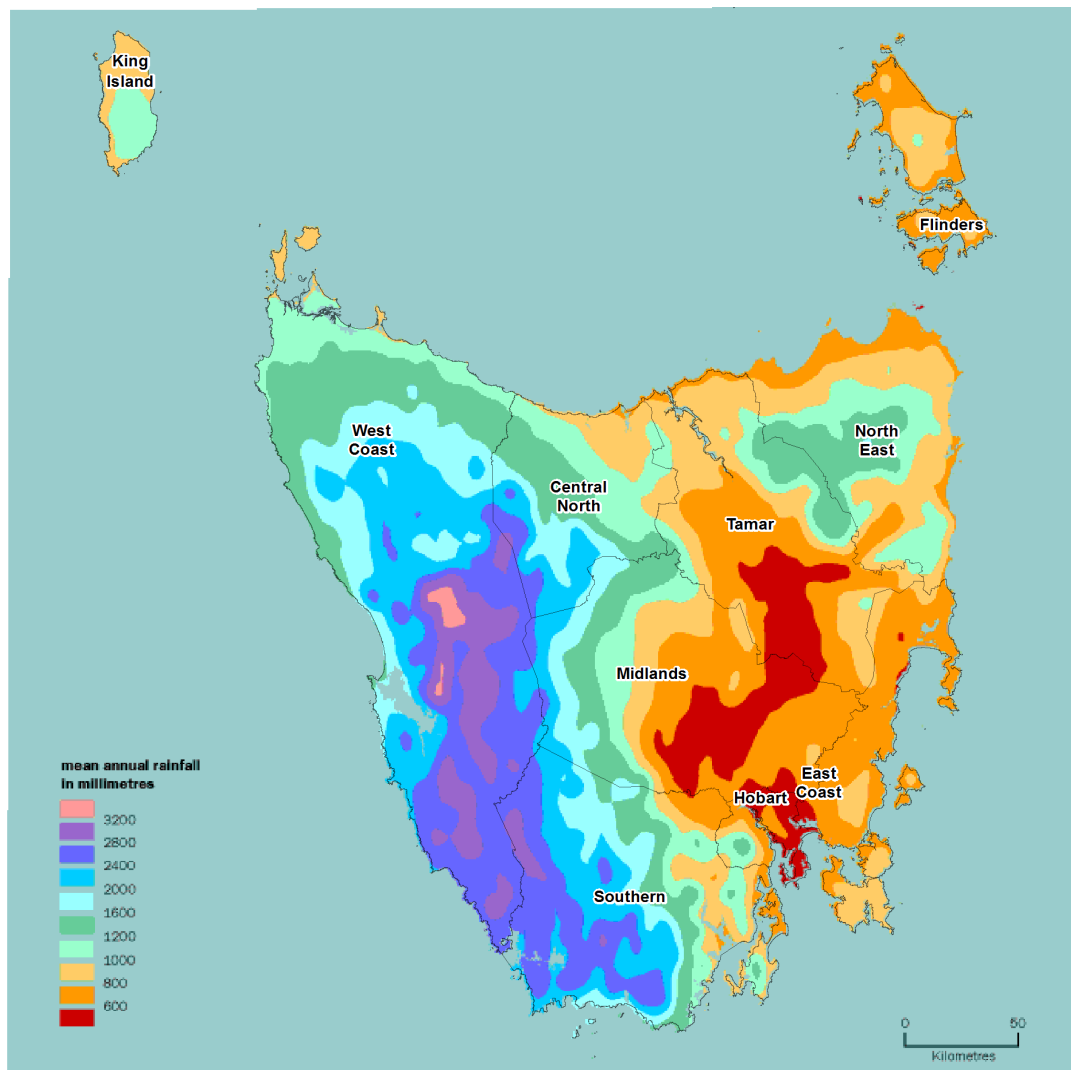 King
Island
Flinders
West
Coast
North
East
Central
North
Tamar
Midlands
East
Coast
Hobart
Southern
mean annual rainfall
in millimetres
3200
2800
2400
2000
1600
1200
1000
800
600
0 50
Kilometres